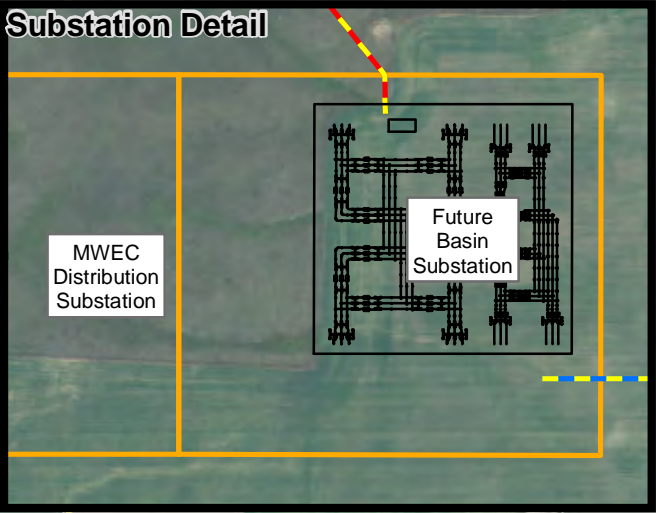 Substation Detail
MWEC
Distribution
Substation
Future
Basin
Substation